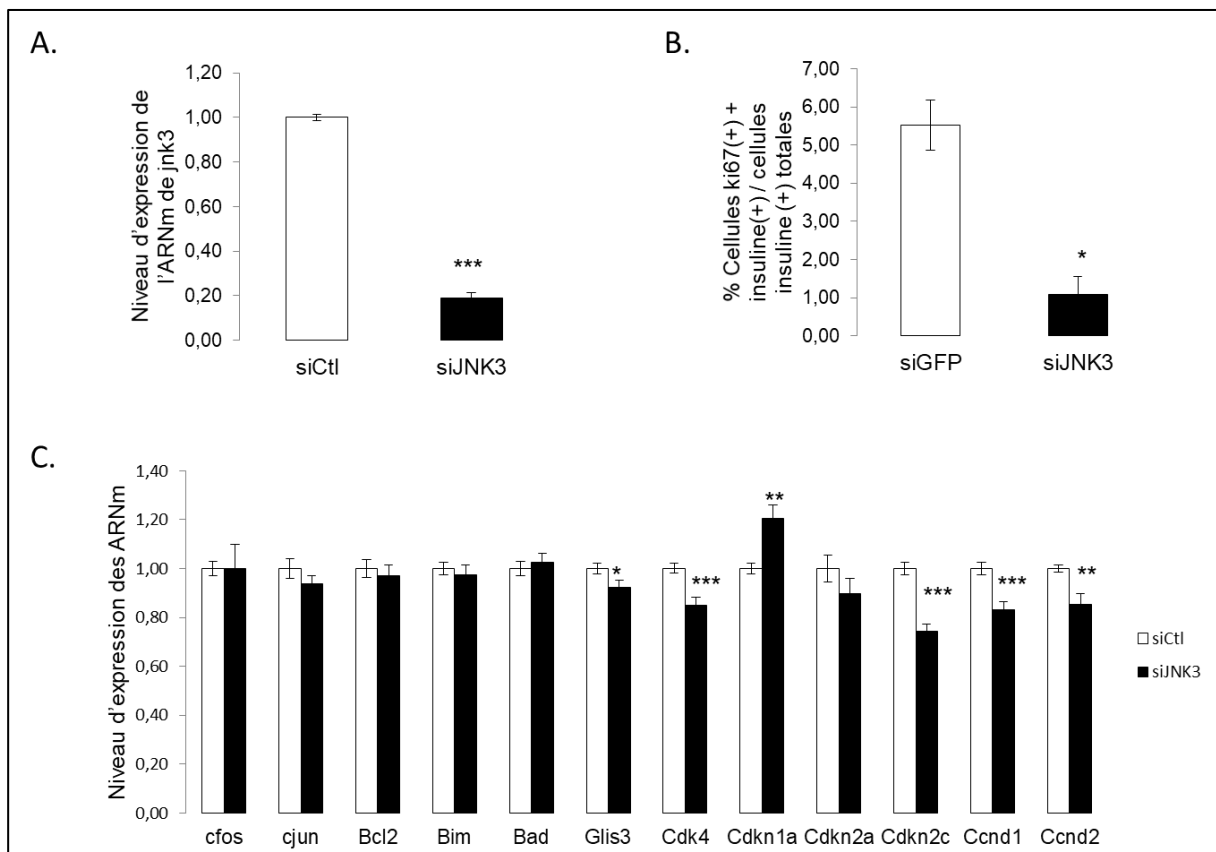 A.
Niveau d'expression de
l'ARNm de jnk3
1,20
1,00
0,80
0,60
0,40
0,20
0,00
***
siCtl
siJNK3
B.
% Cellules ki67(+) +
insuline(+) / cellules
insuline (+) totales
7,00
6,00
5,00
4,00
3,00
2,00
1,00
0,00
*
siGFP
siJNK3
C.
Niveau d'expression des ARNm
1,40
1,20
1,00
0,80
0,60
0,40
0,20
0,00
* *** ** *** *** **
cfos cjun Bcl2 Bim Bad Glis3 Cdk4 Cdkn1a Cdkn2a Cdkn2c Ccnd1 Ccnd2
siCtl
siJNK3